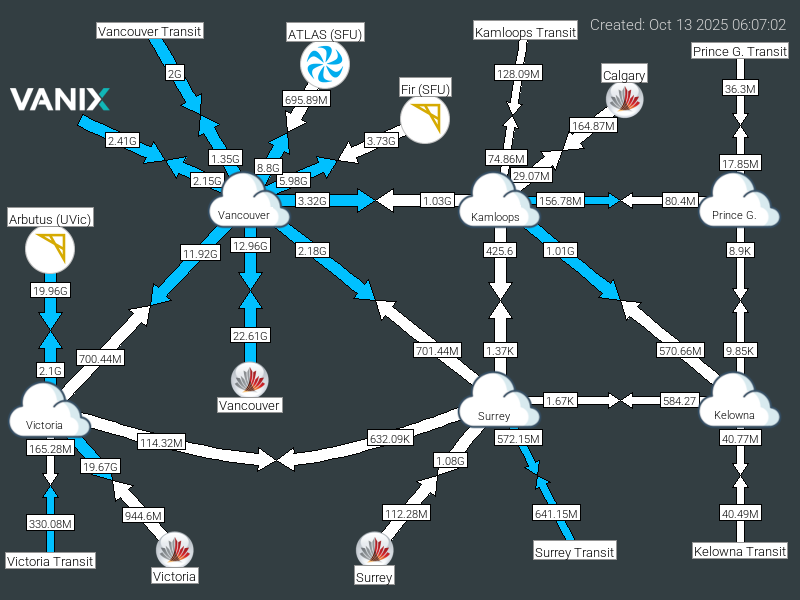 Created: Oct 13 2025 06:07:02
Vancouver Transit
ATLAS (SFU)
Kamloops Transit
Prince G. Transit
2G
128.09M
Calgary
36.3M
Fir (SFU)
VANIX
695.89M
164.87M
2.41G
3.73G
1.35G
74.86M
17.85M
8.8G
29.07M
2.15G
5.98G
3.32G
1.03G
156.78M
80.4M
Vancouver
Kamloops
Prince G.
Arbutus (UVic)
11.92G
12.96G
2.18G
425.6
1.01G
8.9K
19.96G
22.61G
700.44M
701.44M
1.37K
570.66M
9.85K
2.1G
Vancouver
1.67K
584.27
Victoria
Surrey
Kelowna
165.28M
114.32M
632.09K
572.15M
40.77M
19.67G
1.08G
330.08M
944.6M
112.28M
641.15M
40.49M
Victoria Transit
Victoria
Surrey
Surrey Transit
Kelowna Transit